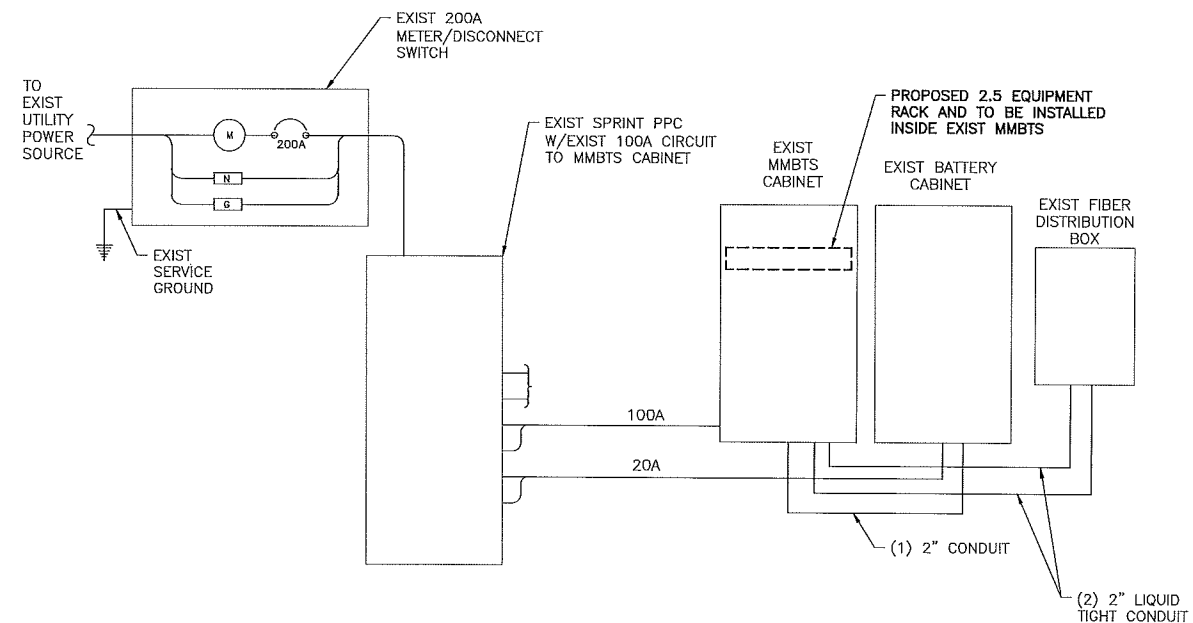 EXIST 200A
METER/DISCONNECT
SWITCH
TO
EXIST
UTILITY
POWER
SOURCE
M
200A
N
G
EXIST
SERVICE
GROUND
EXIST SPRINT PPC
W/EXIST 100A CIRCUIT
TO MMBTS CABINET
PROPOSED 2.5 EQUIPMENT
RACK AND TO BE INSTALLED
INSIDE EXIST MMBTS
EXIST
MMBTS
CABINET
EXIST BATTERY
CABINET
EXIST FIBER
DISTRIBUTION
BOX
100A
20A
(1) 2" CONDUIT
(2) 2" LIQUID
TIGHT CONDUIT